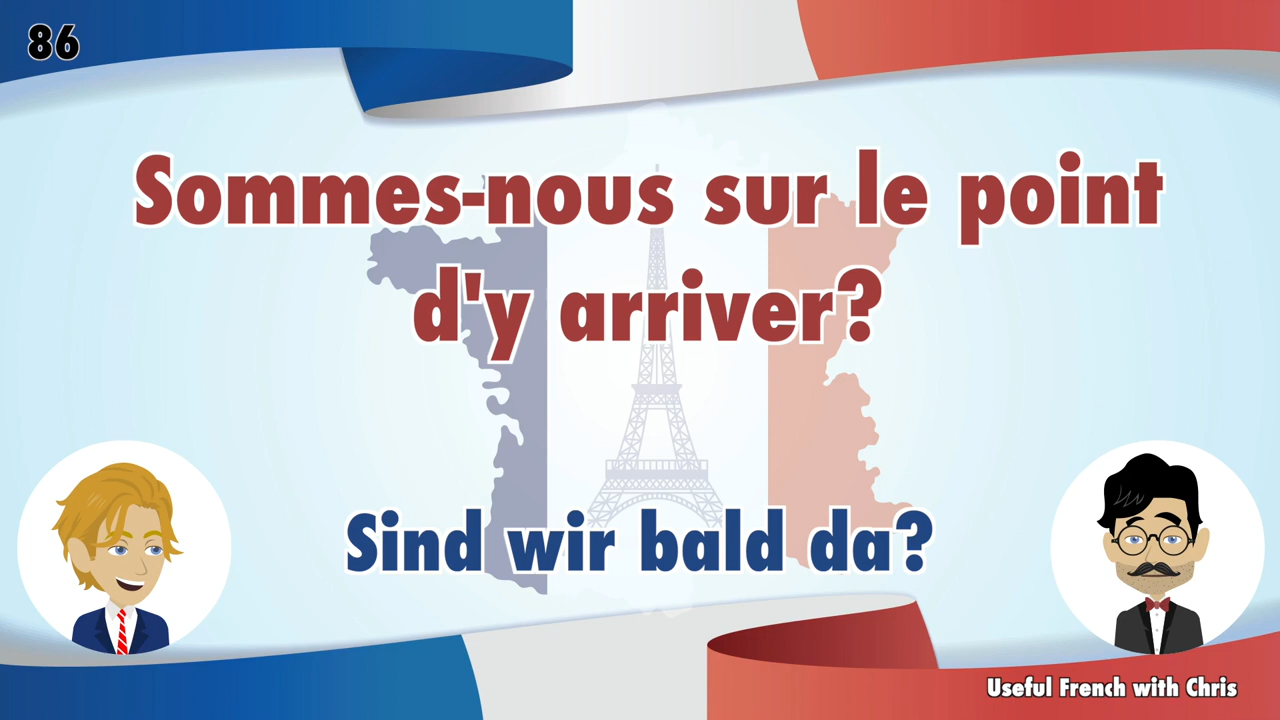 86
Sommes-nous sur le point
d'y arriver?
Sind wir bald da?
Useful French with Chris